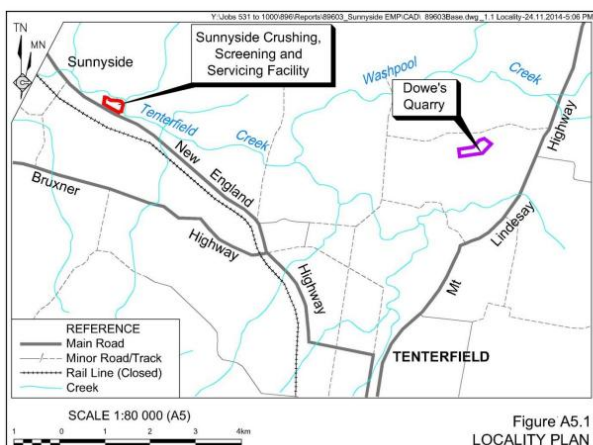 Y:\Jobs 531 to 1000\896\Reports\89603_Sunnyside EMP\CAD\ 89603Base.dwg_1.1 Locality-24.11.2014-5:06 PM
TN
MN
Sunnyside
Sunnyside Crushing,
Screening and
Servicing Facility
Washpool
Creek
Dowe's
Quarry
Highway
Tenterfield
Creek
New
England
Bruxner
Highway
Highway
Lindesay
Mt
TENTERFIELD
REFERENCE
Main Road
Minor Road/Track
Rail Line (Closed)
Creek
SCALE 1:80 000 (A5)
1 0 1 2 3 4km
Figure A5.1
LOCALITY PLAN